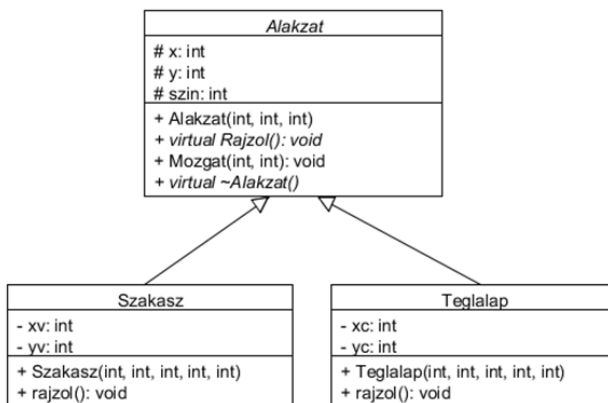 Alakzat
# x: int
# y: int
# szin: int
+ Alakzat(int, int, int)
+ virtual Rajzol(): void
+ Mozgat(int, int): void
+ virtual ~Alakzat()
Szakasz
- xv: int
- yv: int
+ Szakasz(int, int, int, int, int)
+ rajzol(): void
Teglalap
- xc: int
- yc: int
+ Teglalap(int, int, int, int, int)
+ rajzol(): void